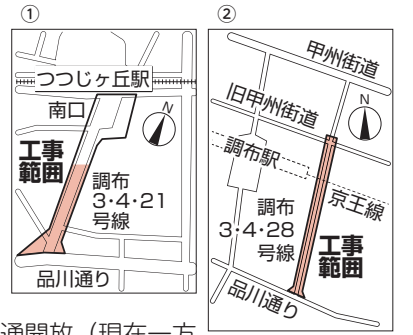 ①
つつじヶ丘駅
南口
N
工事
範囲
調布
3・4・21
号線
品川通り
②
甲州街道
旧甲州街道
N
調布駅
京王線
調布
3・4・28
号線
工事
範囲
品川通り
通開放（現在一方